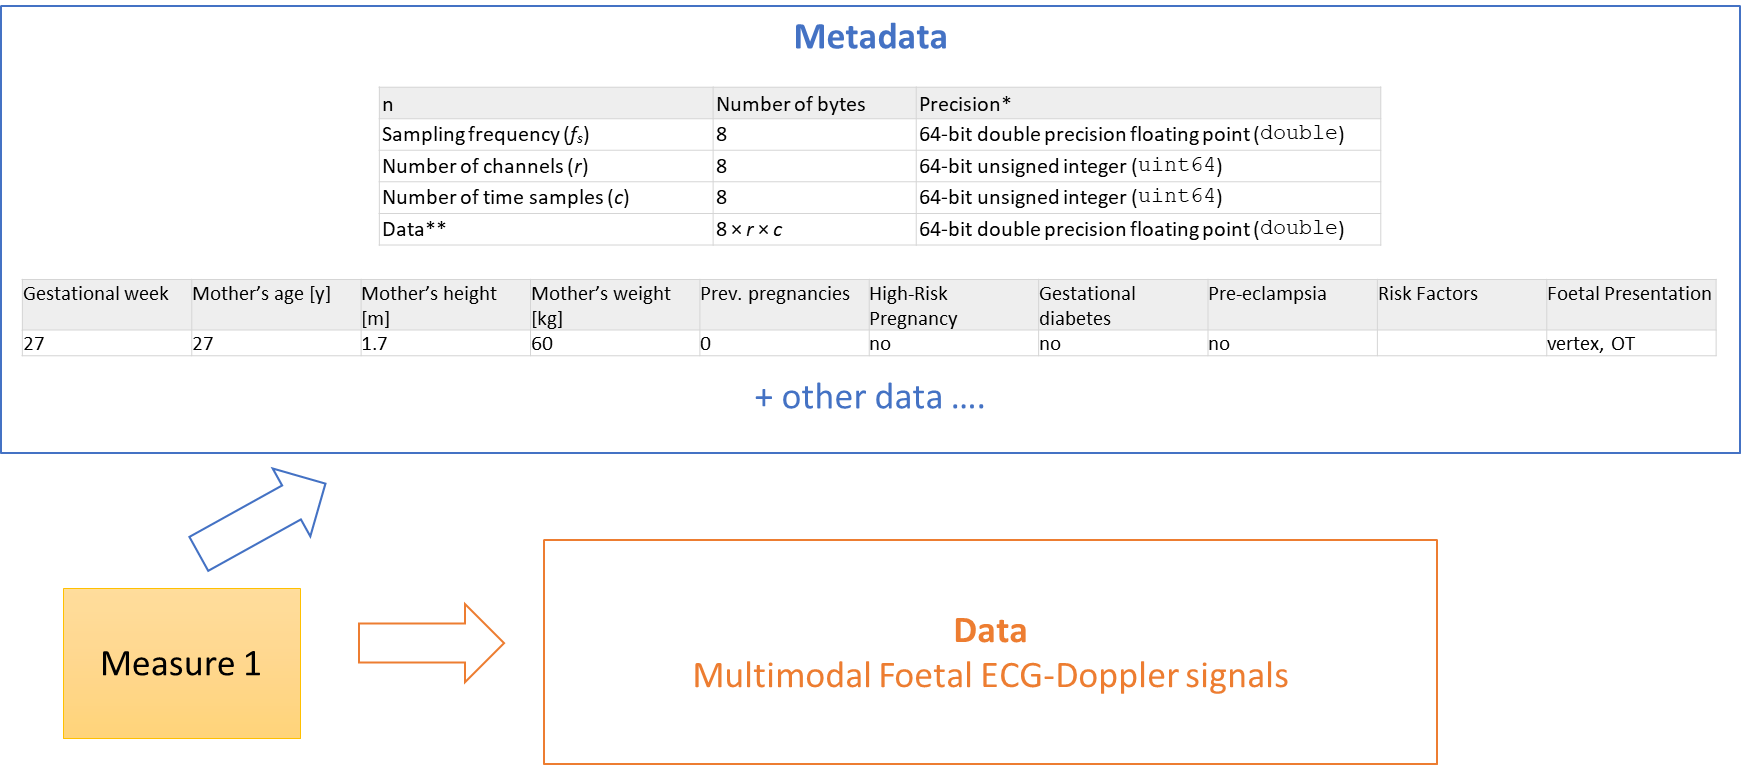 Metadata
n Number of bytes Precision*
Sampling frequency (fs) 8 64-bit double precision floating point (double)
Number of channels (r) 8 64-bit unsigned integer (uint64)
Number of time samples (c) 8 64-bit unsigned integer (uint64)
Data** 8 × r × c 64-bit double precision floating point (double)
Gestational week Mother's age [y] Mother's height Mother's weight Prev. pregnancies High-Risk Gestational Pre-eclampsia Risk Factors Foetal Presentation
[m] [kg] Pregnancy diabetes
27 27 1.7 60 0 no no no vertex, OT
+ other data ....
Measure 1
Data
Multimodal Foetal ECG-Doppler signals